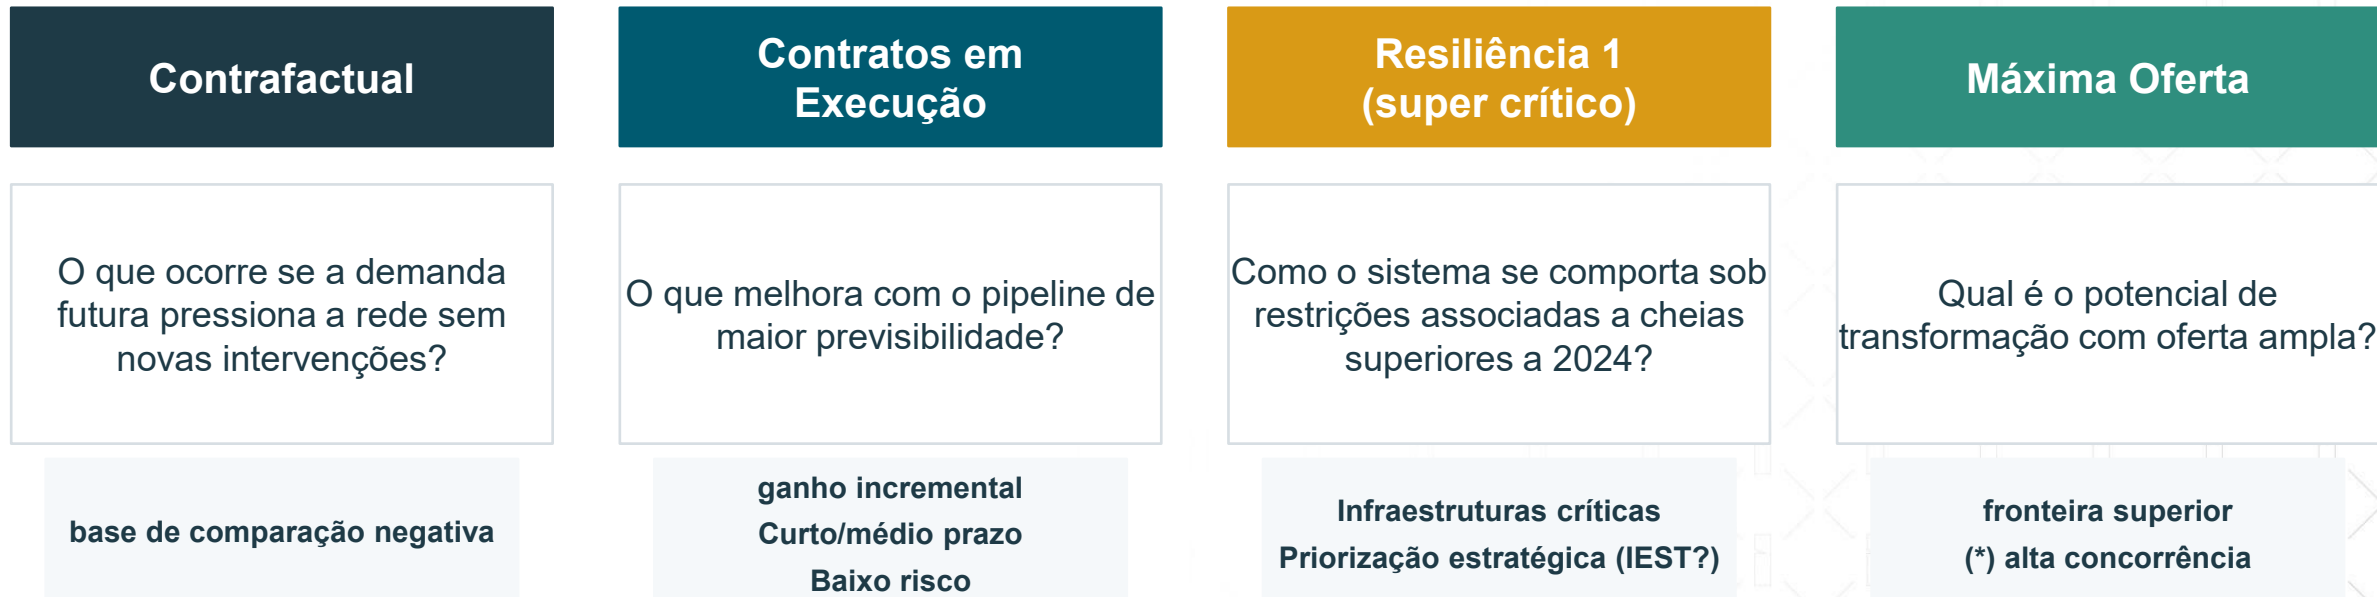 Contrafactual
Contratos em
Execução
Resiliência 1
(super crítico)
Máxima Oferta
O que ocorre se a demanda
futura pressiona a rede sem
novas intervenções?
O que melhora com o pipeline de
maior previsibilidade?
Como o sistema se comporta sob
restrições associadas a cheias
superiores a 2024?
Qual é o potencial de
transformação com oferta ampla?
base de comparação negativa
ganho incremental
Curto/médio prazo
Baixo risco
Infraestruturas críticas
Priorização estratégica (IEST?)
fronteira superior
(*) alta concorrência